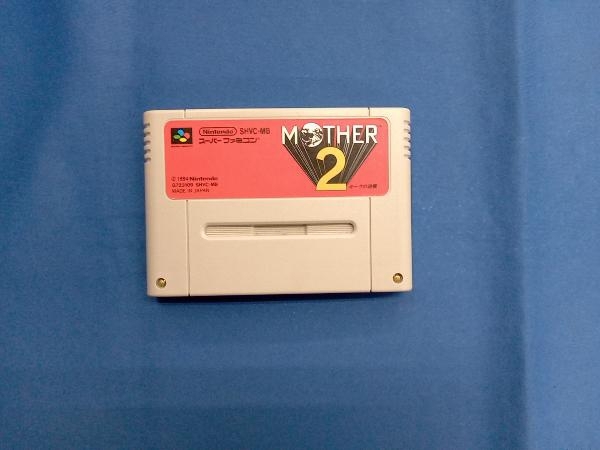 Nintendo SHVC-MB
スーパーファミコン
© 1994 Nintendo
SHVC-MB
MADE IN JAPAN
MOTHER
2
ギーグの逆襲